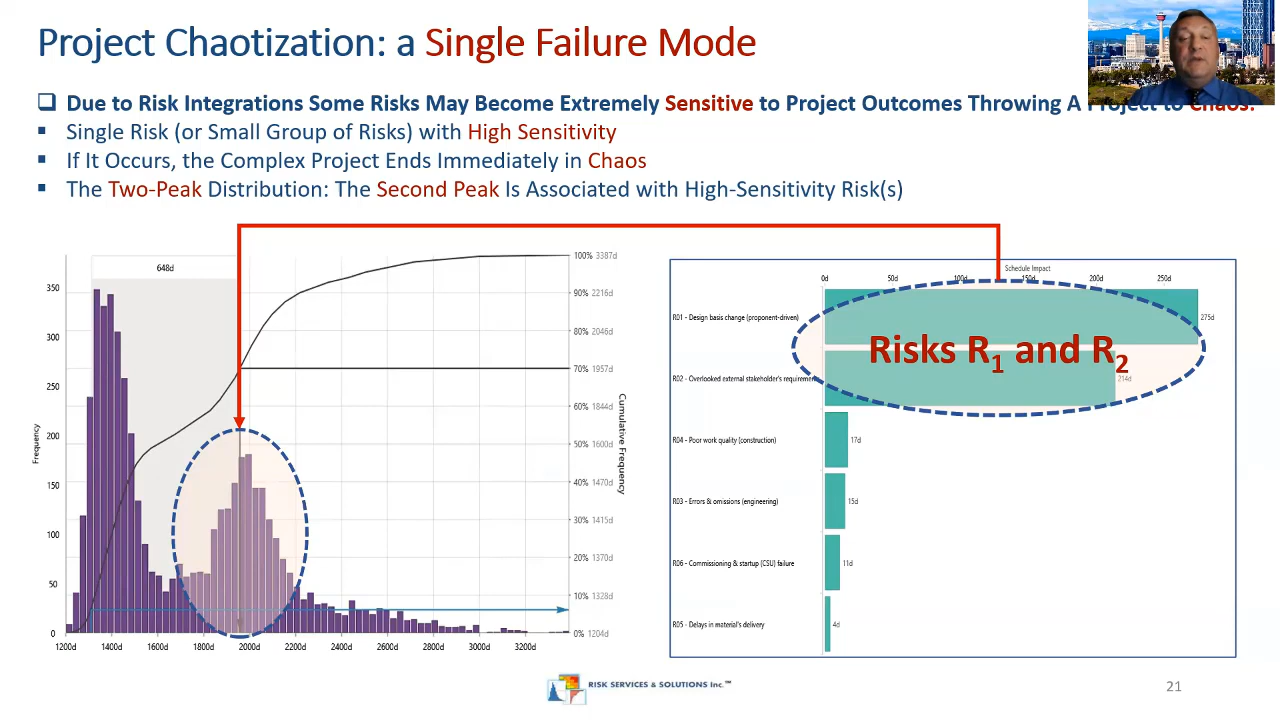 Project Chaotization: a Single Failure Mode
❑ Due to Risk Integrations Some Risks May Become Extremely Sensitive to Project Outcomes Throwing A Project to Chaos!
▪ Single Risk (or Small Group of Risks) with High Sensitivity
▪ If It Occurs, the Complex Project Ends Immediately in Chaos
▪ The Two-Peak Distribution: The Second Peak Is Associated with High-Sensitivity Risk(s)
648d
Frequency
350
300
250
200
150
100
50
0
1200d 1400d 1600d 1800d 2000d 2200d 2400d 2600d 2800d 3000d 3200d
100% 3387d
90% 2216d
80% 2046d
70% 1957d
60% 1844d
50% 1600d
40% 1470d
30% 1415d
20% 1370d
10% 1328d
0% 1204d
Cumulative Frequency
Schedule Impact
0d 50d 100d 150d 200d 250d
R01 - Design basis change (proponent-driven) 275d
Risks R1 and R2
R02 - Overlooked external stakeholder's requirement 214d
R04 - Poor work quality (construction) 17d
R03 - Errors & omissions (engineering) 15d
R06 - Commissioning & startup (CSU) failure 11d
R05 - Delays in material's delivery 4d
RISK SERVICES & SOLUTIONS Inc.™
21